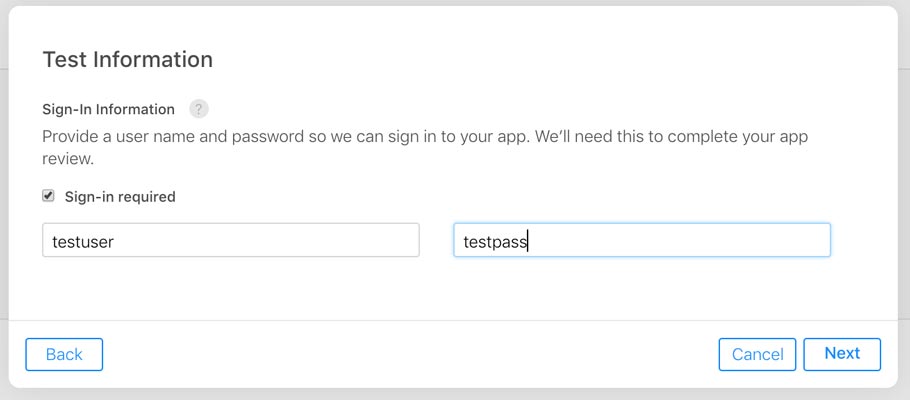 Test Information
Sign-In Information ?
Provide a user name and password so we can sign in to your app. We’ll need this to complete your app
review.
Sign-in required
testuser testpass
Back Cancel Next